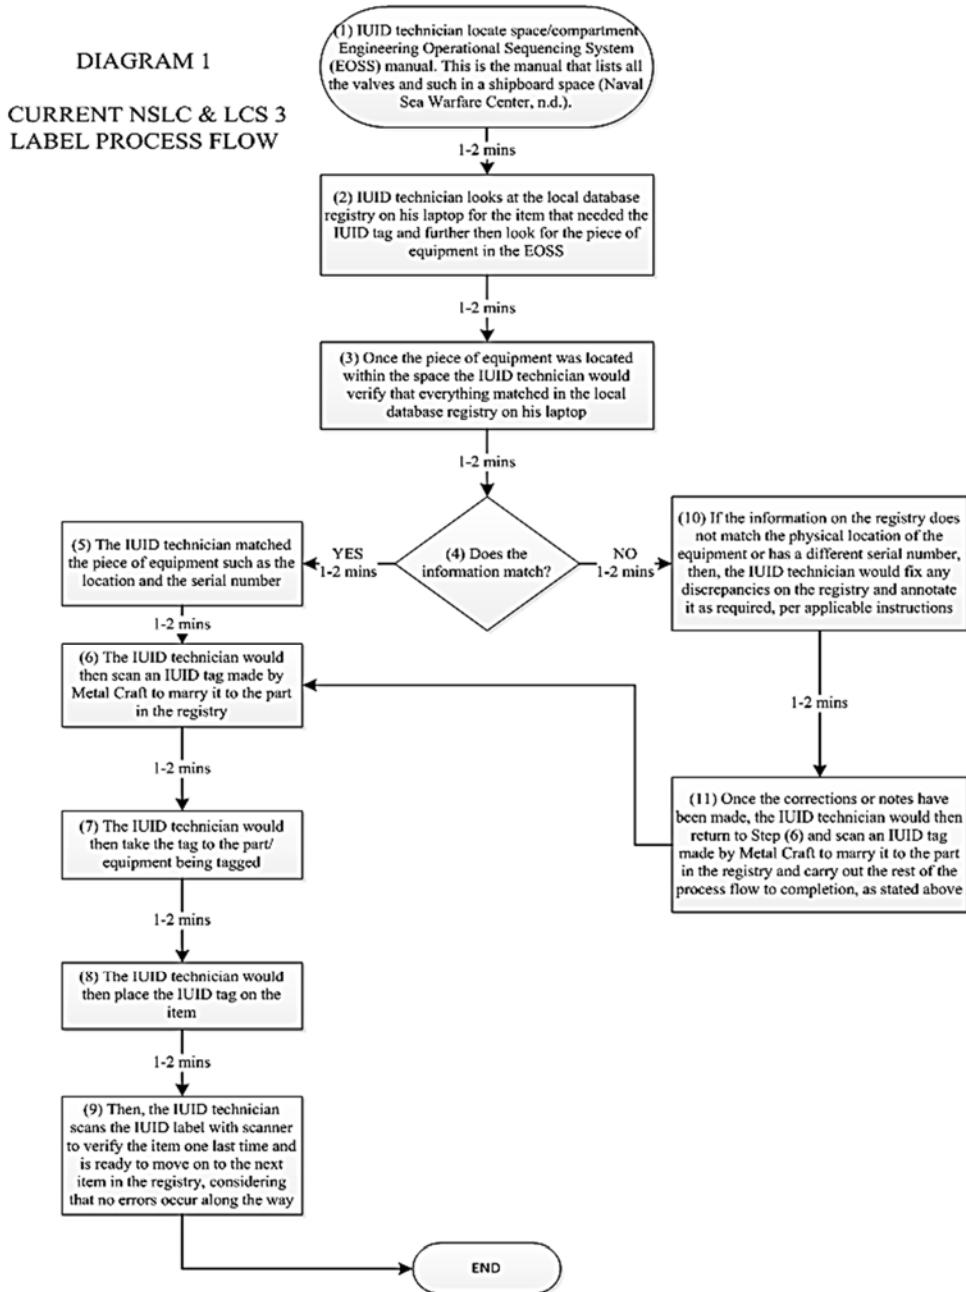 DIAGRAM 1
CURRENT NSLC & LCS 3
LABEL PROCESS FLOW
(1) IUID technician locate space/compartment
Engineering Operational Sequencing System
(EOSS) manual. This is the manual that lists all
the valves and such in a shipboard space (Naval
Sea Warfare Center, n.d.).
1-2 mins
(2) IUID technician looks at the local database
registry on his laptop for the item that needed the
IUID tag and further then look for the piece of
equipment in the EOSS
1-2 mins
(3) Once the piece of equipment was located
within the space the IUID technician would
verify that everything matched in the local
database registry on his laptop
1-2 mins
(4) Does the
information match?
YES
1-2 mins
NO
1-2 mins
(5) The IUID technician matched
the piece of equipment such as the
location and the serial number
1-2 mins
(6) The IUID technician would
then scan an IUID tag made by
Metal Craft to marry it to the part
in the registry
1-2 mins
(7) The IUID technician would
then take the tag to the part/
equipment being tagged
1-2 mins
(8) The IUID technician would
then place the IUID tag on the
item
1-2 mins
(9) Then, the IUID technician
scans the IUID label with scanner
to verify the item one last time and
is ready to move on to the next
item in the registry, considering
that no errors occur along the way
(10) If the information on the registry does
not match the physical location of
the equipment or has a different serial number,
then, the IUID technician would fix any
discrepancies on the registry and annotate
it as required, per applicable instructions
1-2 mins
(11) Once the corrections or notes have
been made, the IUID technician would then
return to Step (6) and scan an IUID tag
made by Metal Craft to marry it to the part
in the registry and carry out the rest of the
process flow to completion, as stated above
END